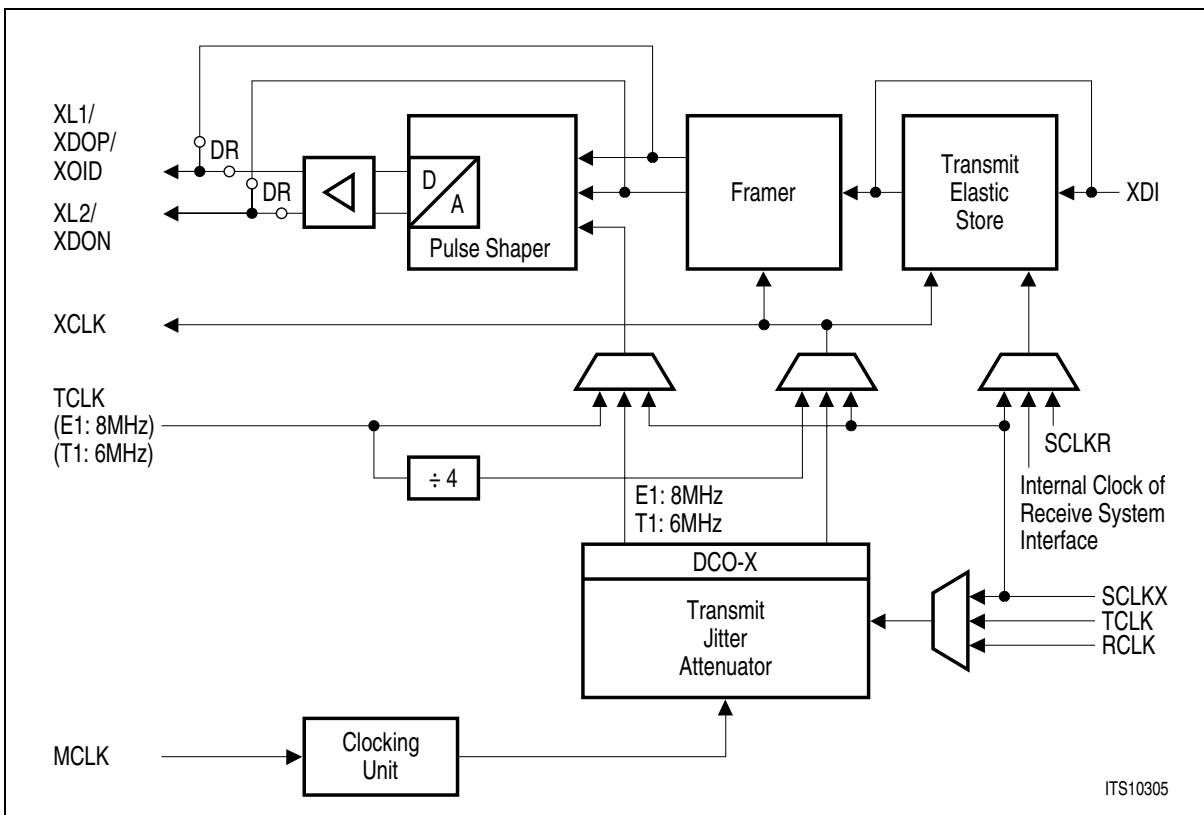 XL1/
XDOP/
XOID
DR
DR
XL2/
XDON
D
A
Pulse Shaper
Framer
Transmit
Elastic
Store
XDI
XCLK
TCLK
(E1: 8MHz)
(T1: 6MHz)
÷ 4
E1: 8MHz
T1: 6MHz
SCLKR
Internal Clock of
Receive System
Interface
DCO-X
Transmit
Jitter
Attenuator
SCLKX
TCLK
RCLK
MCLK
Clocking
Unit
ITS10305